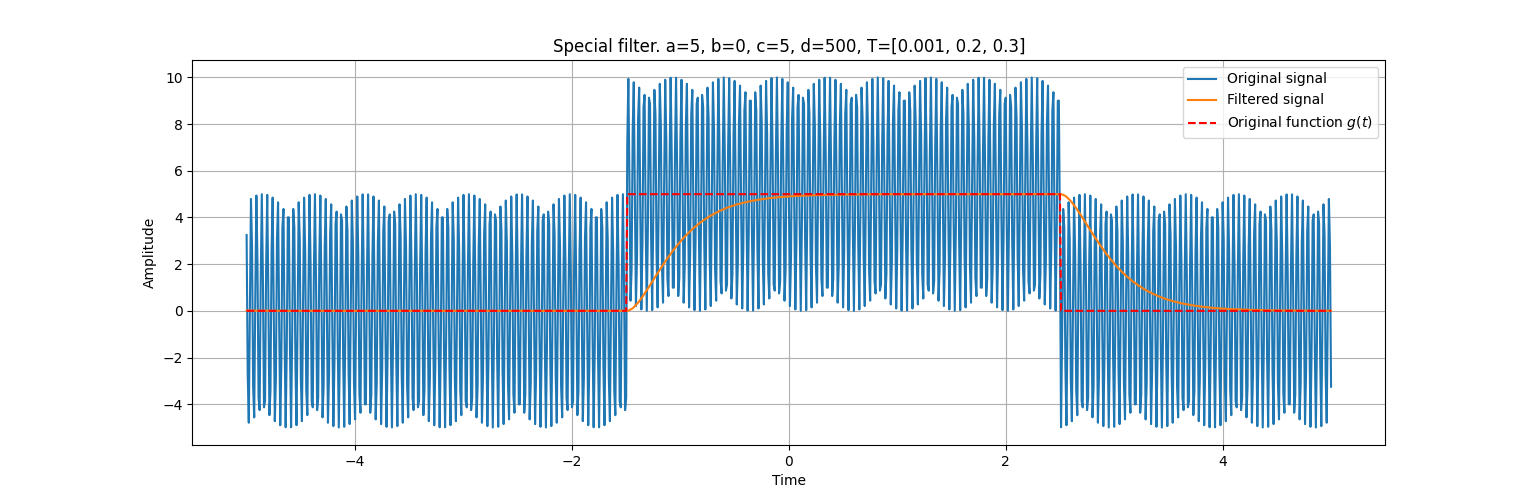 Special filter. a=5, b=0, c=5, d=500, T=[0.001, 0.2, 0.3]
Original signal
Filtered signal
Original function g(t)
Amplitude
10
8
6
4
2
0
−2
−4
−4
−2
0
2
4
Time